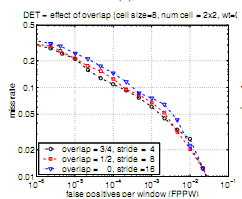 DET - effect of overlap (cell size=8, num cell = 2x2, wt=
0.5
0.2
0.1
0.05
0.02
0.01
miss rate
overlap = 3/4, stride = 4
overlap = 1/2, stride = 8
overlap = 0, stride =16
10⁻⁶ 10⁻⁵ 10⁻⁴ 10⁻³ 10⁻² 10⁻¹
false positives per window (FPPW)